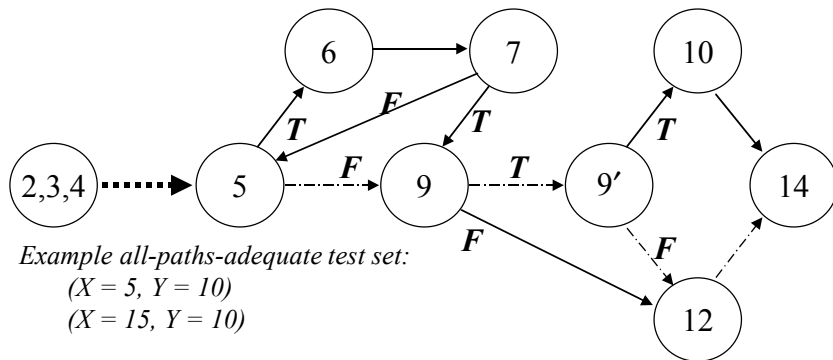 6
7
10
F
T
T
T
2,3,4
5
F
9
T
9′
14
F
F
Example all-paths-adequate test set:
(X = 5, Y = 10)
(X = 15, Y = 10)
12